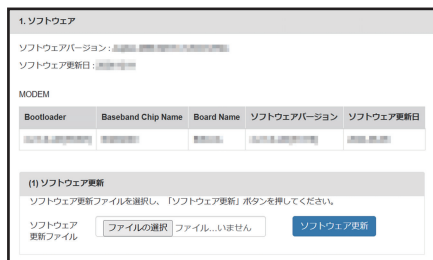 1. ソフトウェア
ソフトウェアバージョン :
ソフトウェア更新日 :
MODEM
Bootloader Baseband Chip Name Board Name ソフトウェアバージョン ソフトウェア更新日
(1) ソフトウェア更新
ソフトウェア更新ファイルを選択し、「ソフトウェア更新」ボタンを押してください。
ソフトウェア
更新ファイル
ファイルの選択 ファイル...いません
ソフトウェア更新